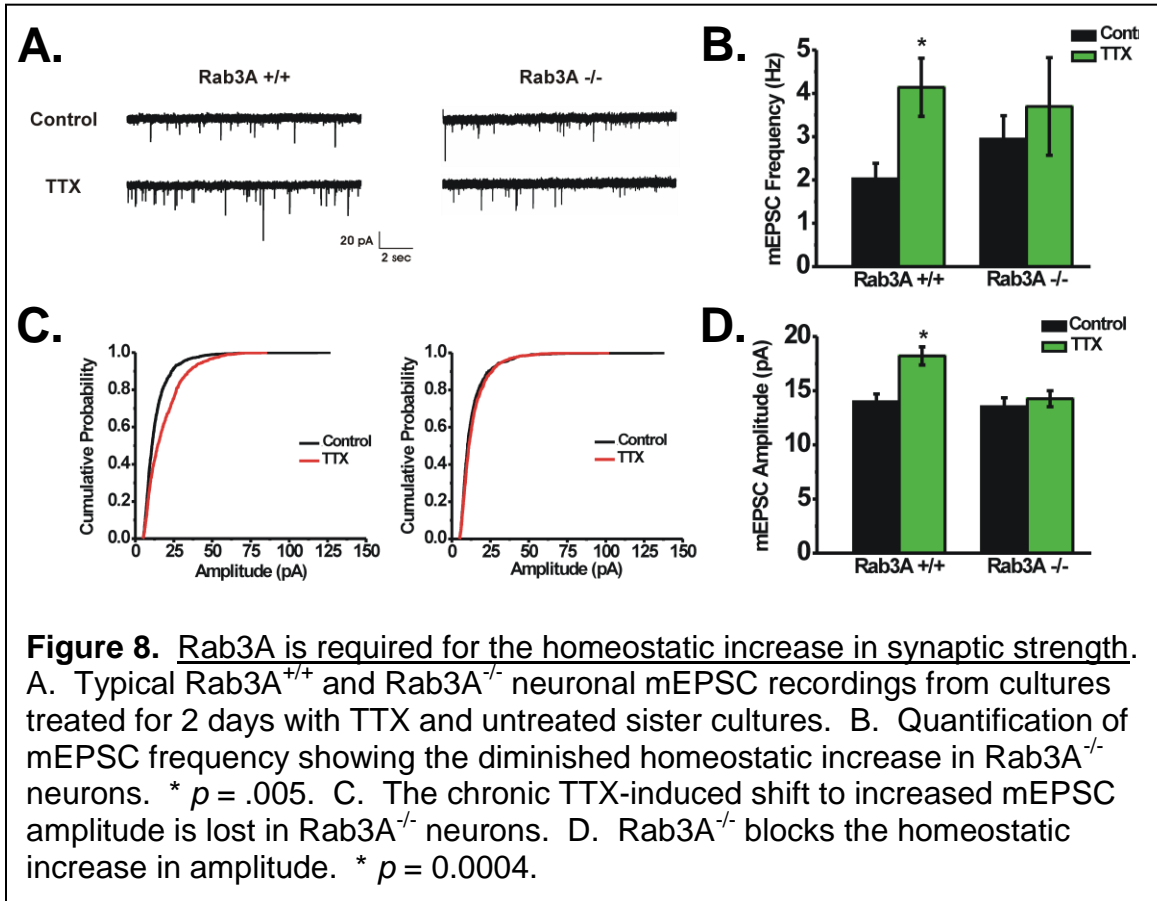 A.
Rab3A +/+
Rab3A -/-
Control
TTX
20 pA
2 sec
B.
mEPSC Frequency (Hz)
5
4
3
2
1
0
*
Cont
TTX
Rab3A +/+
Rab3A -/-
C.
Cumulative Probability
1.0
0.8
0.6
0.4
0.2
0.0
Control
TTX
0 25 50 75 100 125 150
Amplitude (pA)
Cumulative Probability
1.0
0.8
0.6
0.4
0.2
0.0
Control
TTX
0 25 50 75 100 125 150
Amplitude (pA)
D.
mEPSC Amplitude (pA)
20
15
10
5
0
*
Control
TTX
Rab3A +/+
Rab3A -/-
Figure 8. Rab3A is required for the homeostatic increase in synaptic strength.
A. Typical Rab3A+/+ and Rab3A-/- neuronal mEPSC recordings from cultures
treated for 2 days with TTX and untreated sister cultures. B. Quantification of
mEPSC frequency showing the diminished homeostatic increase in Rab3A-/-
neurons. * p = .005. C. The chronic TTX-induced shift to increased mEPSC
amplitude is lost in Rab3A-/- neurons. D. Rab3A-/- blocks the homeostatic
increase in amplitude. * p = 0.0004.